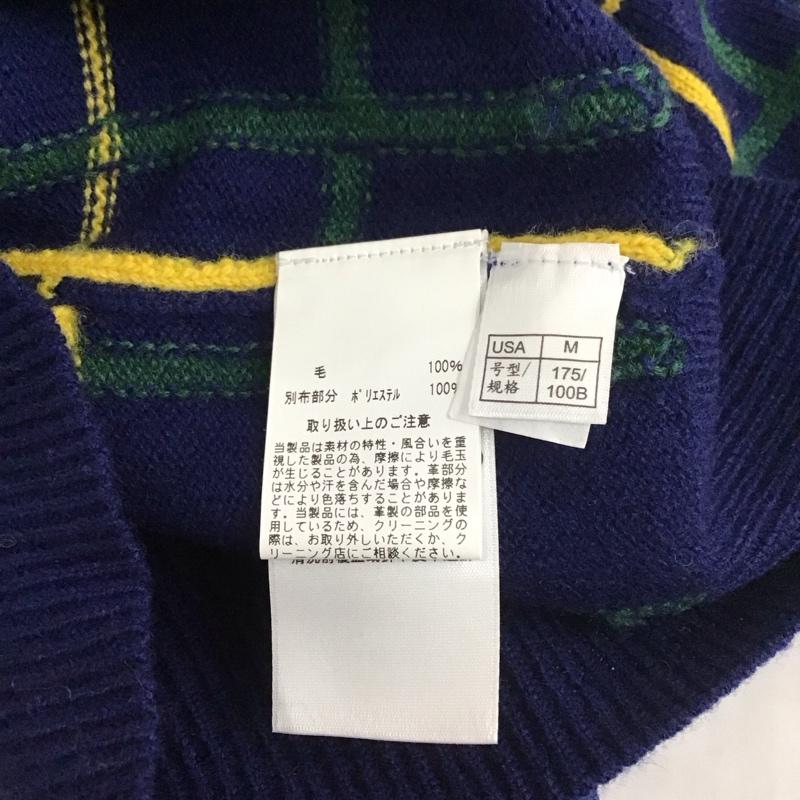 毛 100%
別布部分 ポリエステル 100%
取り扱い上のご注意
当製品は素材の特性・風合いを重
視した製品の為、摩擦により毛玉
が生じることがあります。革部分
は水分や汗を含んだ場合や摩擦な
どにより色落ちすることがありま
す。当製品には、革製の部品を使
用しているため、クリーニングの
際は、お取り外しいただくか、ク
リーニング店にご相談ください。
USA M
号型/ 175/
规格 100B